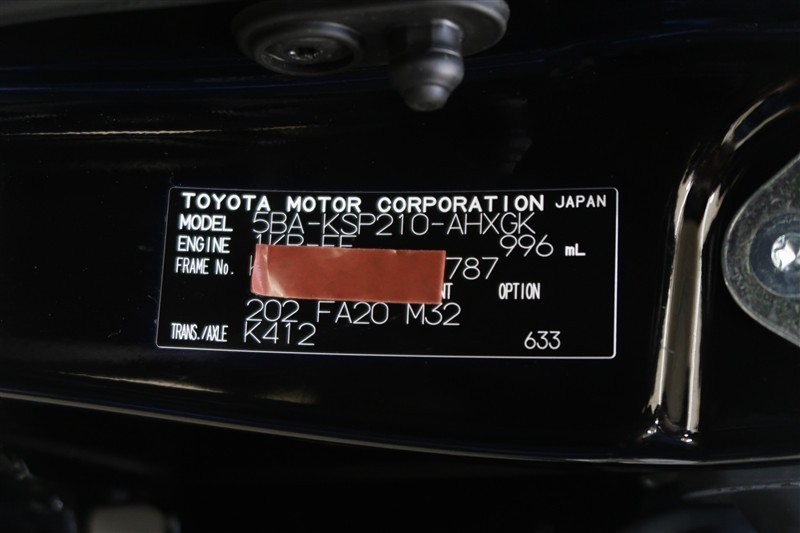 TOYOTA MOTOR CORPORATION JAPAN
MODEL 5BA-KSP210-AHXGK
ENGINE 996 mL
FRAME No. 787
OPTION
202 FA20 M32
TRANS./AXLE K412 633